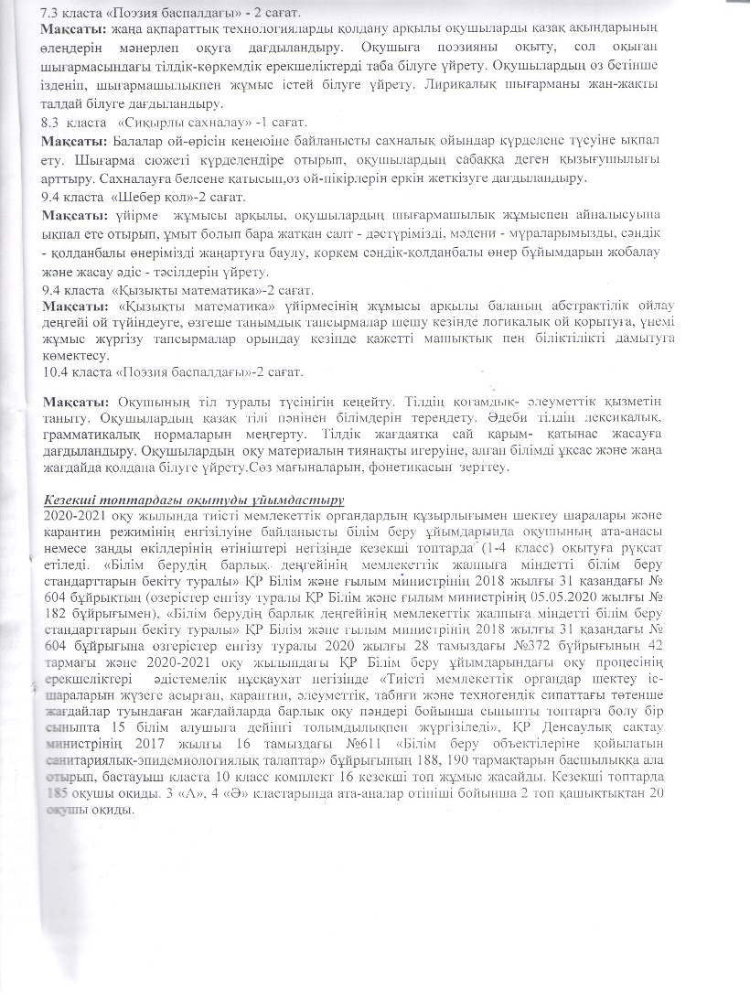 7.3 класта «Поэзия баспалдағы» - 2 сағат.
Мақсаты: жаңа ақпараттық технологияларды қолдану арқылы оқушыларды қазақ ақындарының
өлеңдерін мәнерлеп оқуға дағдыландыру. Оқушыға поэзияны оқыту, сол оқыған
шығармасындағы тілдік-көркемдік ерекшеліктерді таба білуге үйрету. Оқушылардың өз бетінше
ізденіп, шығармашылықпен жұмыс істей білуге үйрету. Лирикалық шығарманы жан-жақты
талдай білуге дағдыландыру.
8.3 класта «Сиқырлы сахналау» -1 сағат.
Мақсаты: Балалар ой-өрісін кеңеюіне байланысты сахналық ойындар күрделене түсуіне ықпал
ету. Шығарма сюжеті күрделендіре отырып, оқушылардың сабаққа деген қызығушылығы
арттыру. Сахналауға белсене қатысып,өз ой-пікірлерін еркін жеткізуге дағдыландыру.
9.4 класта «Шебер қол»-2 сағат.
Мақсаты: үйірме жұмысы арқылы, оқушылардың шығармашылық жұмыспен айналысуына
ықпал ете отырып, ұмыт болып бара жатқан салт - дәстүрімізді, мәдени - мұраларымызды, сәндік
- қолданбалы өнерімізді жаңартуға баулу, көркем сәндік-қолданбалы өнер бұйымдарын жобалау
және жасау әдіс - тәсілдерін үйрету.
9.4 класта «Қызықты математика»-2 сағат.
Мақсаты: «Қызықты математика» үйірмесінің жұмысы арқылы баланың абстрактілік ойлау
деңгейі ой түйіндеуге, өзгеше танымдық тапсырмалар шешу кезінде логикалық ой қорытуға, үнемі
жұмыс жүргізу тапсырмалар орындау кезінде қажетті машықтық пен біліктілікті дамытуға
көмектесу.
10.4 класта «Поэзия баспалдағы»-2 сағат.
Мақсаты: Оқушының тіл туралы түсінігін кеңейту. Тілдің қоғамдық- әлеуметтік қызметін
таныту. Оқушылардың қазақ тілі пәнінен білімдерін тереңдету. Әдеби тілдің лексикалық,
грамматикалық нормаларын меңгерту. Тілдік жағдаятқа сай қарым- қатынас жасауға
дағдыландыру. Оқушылардың оқу материалын тиянақты игеруіне, алған білімді ұқсас және жаңа
жағдайда қолдана білуге үйрету.Сөз мағыналарын, фонетикасын зерттеу.
Кезекші топтардағы оқытуды ұйымдастыру
2020-2021 оқу жылында тиісті мемлекеттік органдардың құзырлығымен шектеу шаралары және
карантин режимінің енгізілуіне байланысты білім беру ұйымдарында оқушының ата-анасы
немесе заңды өкілдерінің өтініштері негізінде кезекші топтарда (1-4 класс) оқытуға рұқсат
етіледі. «Білім берудің барлық деңгейінің мемлекеттік жалпыға міндетті білім беру
стандарттарын бекіту туралы» ҚР Білім және ғылым министрінің 2018 жылғы 31 қазандағы №
604 бұйрықтың (өзерістер енгізу туралы ҚР Білім және ғылым министрінің 05.05.2020 жылғы №
182 бұйрығымен), «Білім берудің барлық деңгейінің мемлекеттік жалпыға міндетті білім беру
стандарттарын бекіту туралы» ҚР Білім және ғылым министрінің 2018 жылғы 31 қазандағы №
604 бұйрығына өзгерістер енгізу туралы 2020 жылғы 28 тамыздағы №372 бұйрығының 42
тармағы және 2020-2021 оқу жылындағы ҚР Білім беру ұйымдарындағы оқу процесінің
ерекшеліктері әдістемелік нұсқаухат негізінде «Тиісті мемлекеттік органдар шектеу іс-
шараларын жүзеге асырған, карантин, әлеуметтік, табиғи және техногендік сипаттағы төтенше
жағдайлар туындаған жағдайларда барлық оқу пәндері бойынша сыныпты топтарға бөлу бір
сыныпта 15 білім алушыға дейінгі толымдылықпен жүргізіледі», ҚР Денсаулық сақтау
министрінің 2017 жылғы 16 тамыздағы №611 «Білім беру объектілеріне қойылатын
санитариялық-эпидемиологиялық талаптар» бұйрығының 188, 190 тармақтарын басшылыққа ала
отырып, бастауыш класта 10 класс комплект 16 кезекші топ жұмыс жасайды. Кезекші топтарда
185 оқушы оқиды. 3 «А», 4 «Ә» кластарында ата-аналар өтініші бойынша 2 топ қашықтықтан 20
оқушы оқиды.